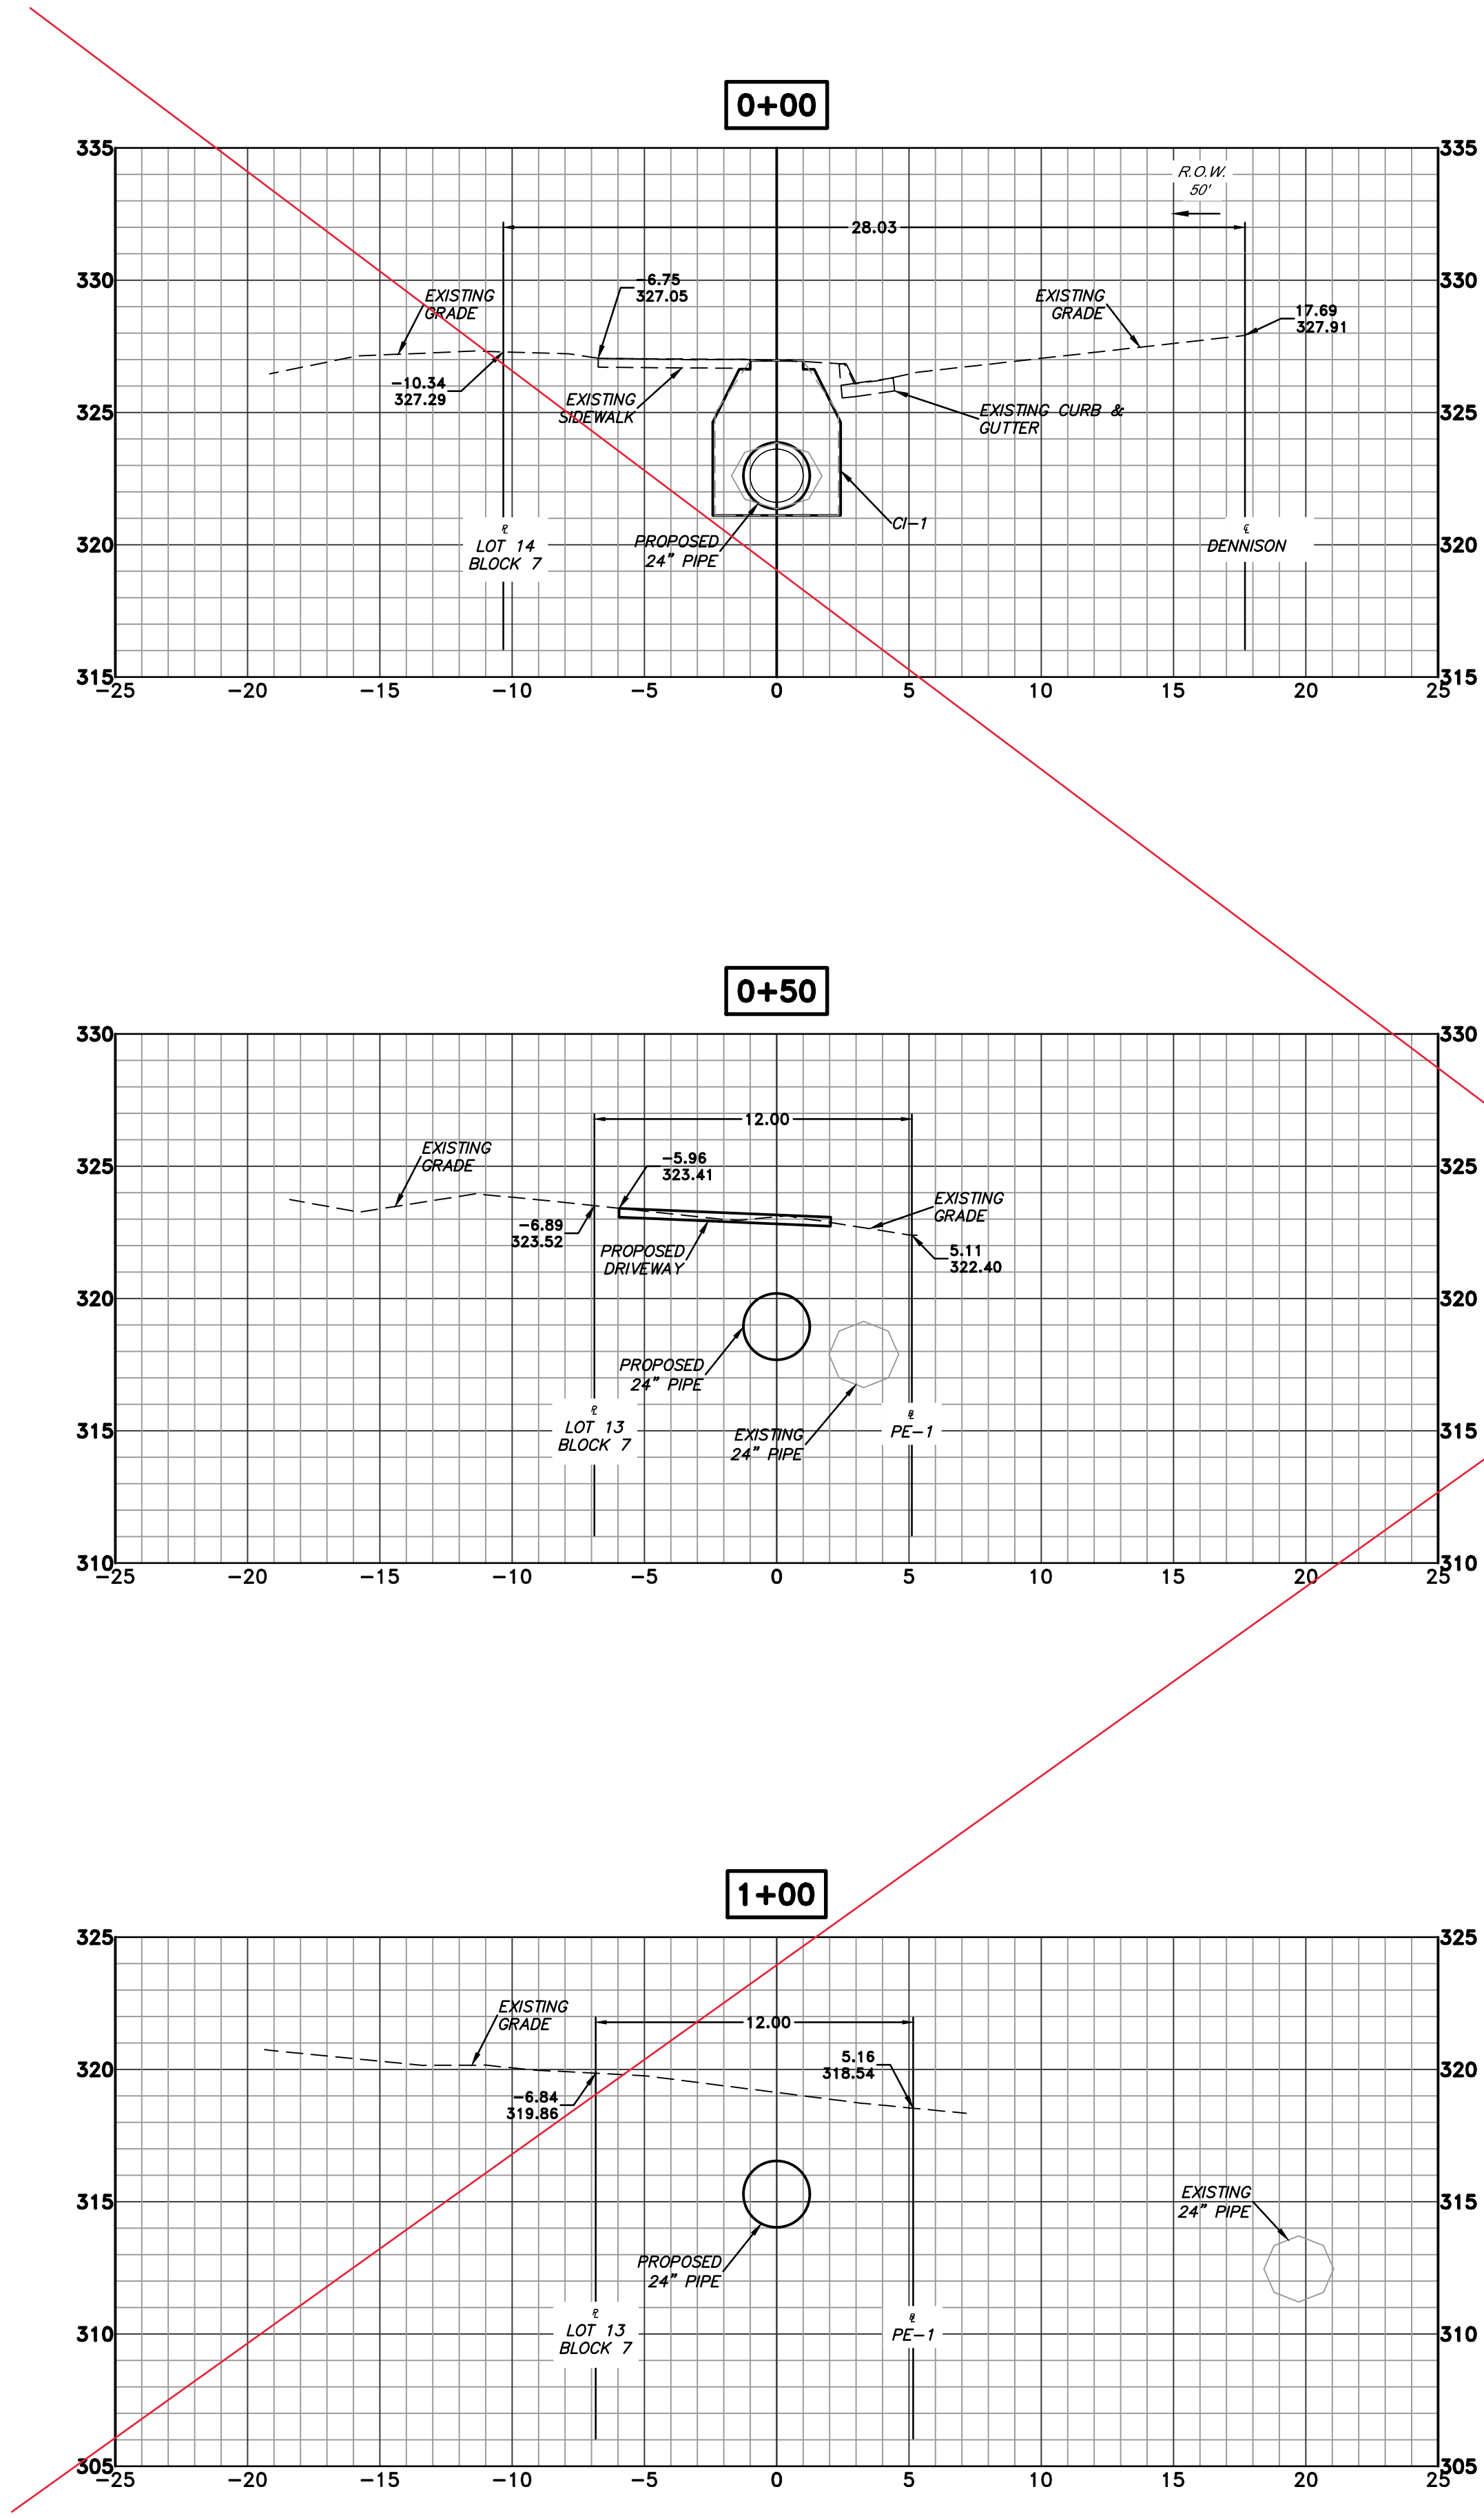 0+00
335 335
R.O.W.
50'
28.03
330 330
EXISTING
GRADE
-6.75
327.05
EXISTING
GRADE
17.69
327.91
-10.34
327.29
EXISTING
SIDEWALK
325 325
EXISTING CURB &
GUTTER
CI-1
PROPOSED
24" PIPE
320 320
LOT 14
BLOCK 7
DENNISON
315 315
-25 -20 -15 -10 -5 0 5 10 15 20 25
0+50
330 330
12.00
EXISTING
GRADE
325 325
-5.96
323.41
EXISTING
GRADE
-6.89
323.52
PROPOSED
DRIVEWAY
5.11
322.40
320 320
PROPOSED
24" PIPE
315 315
LOT 13
BLOCK 7
EXISTING
24" PIPE
PE-1
310 310
-25 -20 -15 -10 -5 0 5 10 15 20 25
1+00
325 325
EXISTING
GRADE
12.00
320 320
5.16
318.54
-6.84
319.86
315 315
EXISTING
24" PIPE
PROPOSED
24" PIPE
310 310
LOT 13
BLOCK 7
PE-1
305 305
-25 -20 -15 -10 -5 0 5 10 15 20 25